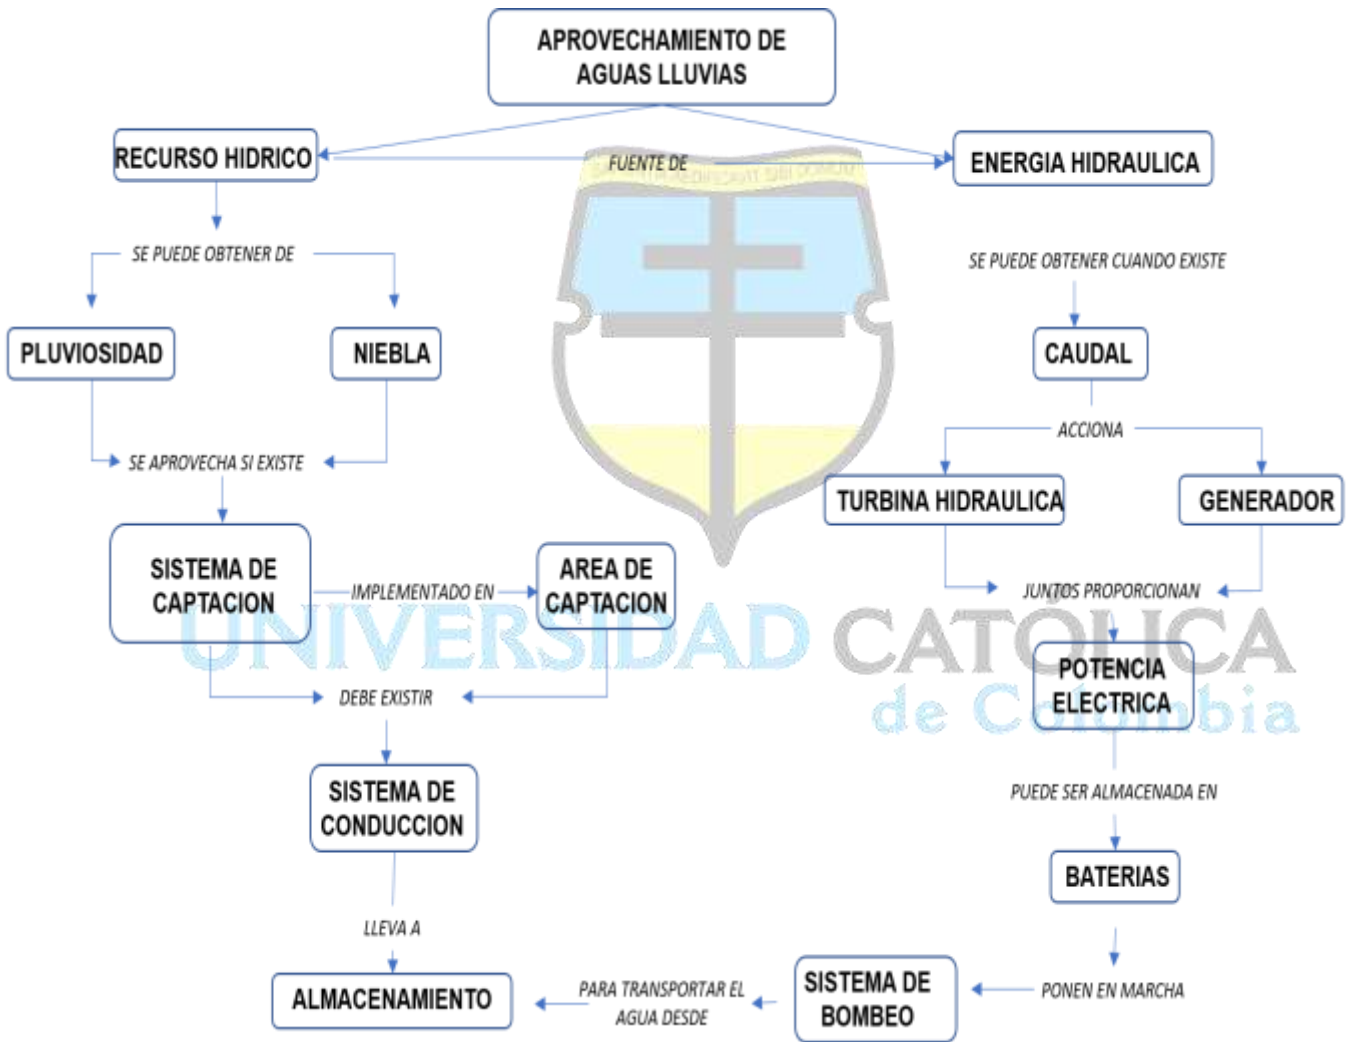 APROVECHAMIENTO DE
AGUAS LLUVIAS
RECURSO HIDRICO
FUENTE DE
ENERGIA HIDRAULICA
SE PUEDE OBTENER DE
SE PUEDE OBTENER CUANDO EXISTE
PLUVIOSIDAD
NIEBLA
CAUDAL
ACCIONA
SE APROVECHA SI EXISTE
TURBINA HIDRAULICA
GENERADOR
SISTEMA DE
CAPTACION
IMPLEMENTADO EN
AREA DE
CAPTACION
JUNTOS PROPORCIONAN
UNIVERSIDAD CATÓLICA
de Colombia
POTENCIA
ELECTRICA
DEBE EXISTIR
SISTEMA DE
CONDUCCION
PUEDE SER ALMACENADA EN
BATERIAS
LLEVA A
ALMACENAMIENTO
PARA TRANSPORTAR EL
AGUA DESDE
SISTEMA DE
BOMBEO
PONEN EN MARCHA